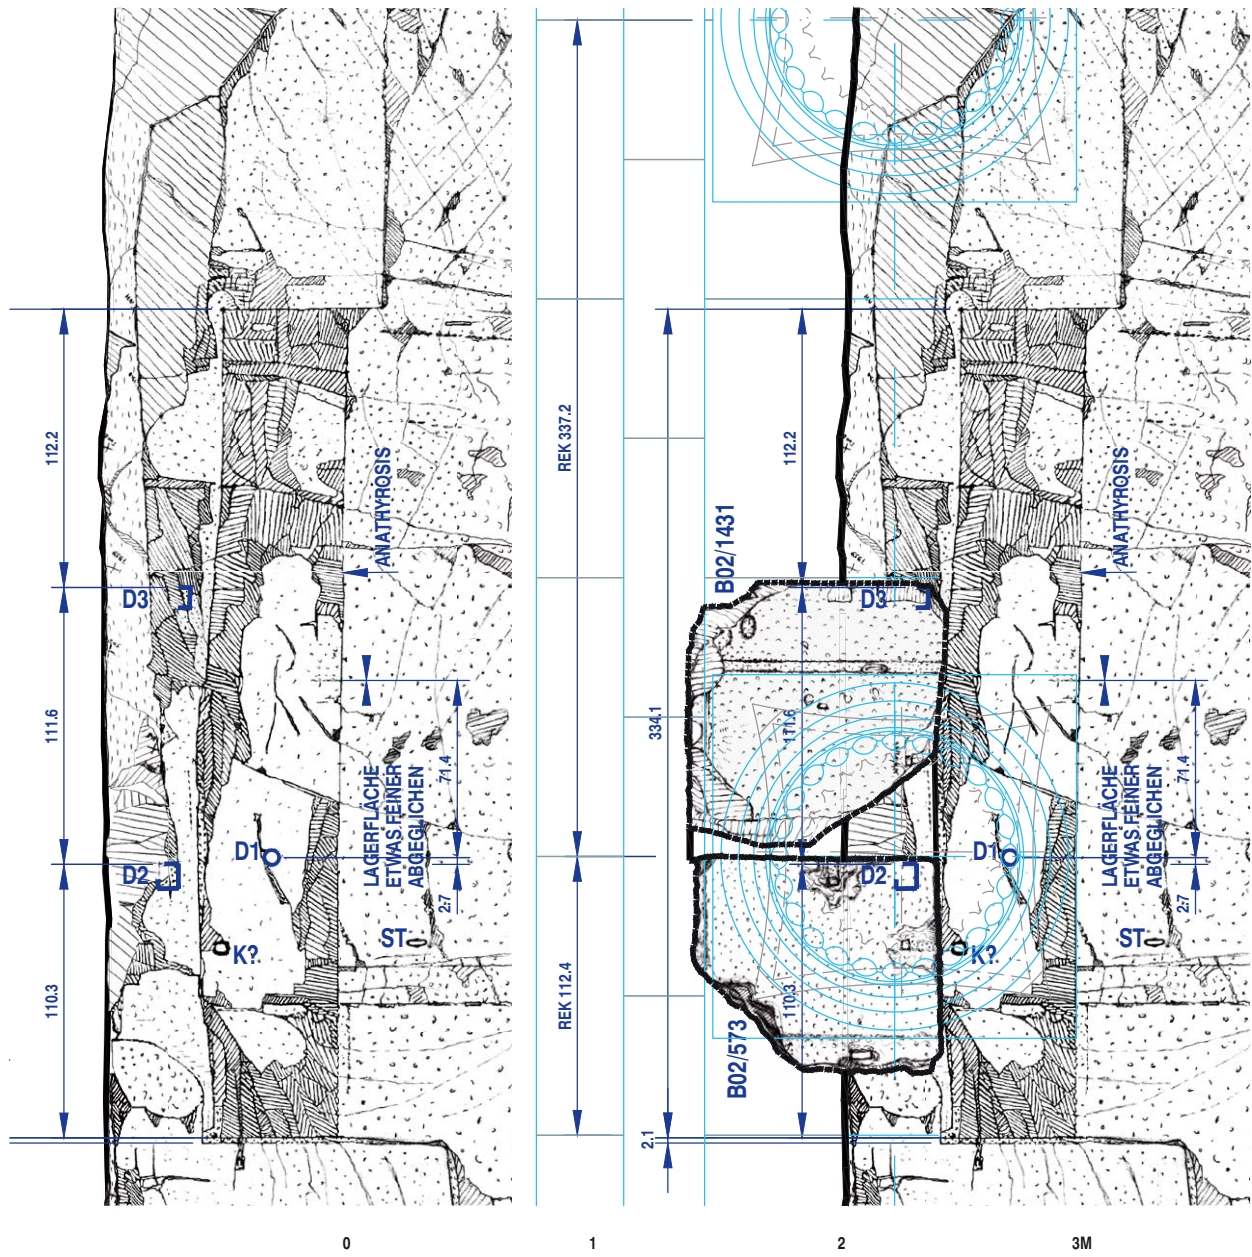 112.2
111.6
110.3
D3
D2
D1
K?
ST
ANATHYROSIS
LAGERFLÄCHE
ETWAS FEINER
ABGEGLICHEN
71.4
2.7
REK 337.2
REK 112.4
334.1
2.1
B02/1431
B02/573
112.2
111.6
110.3
D3
D2
D1
K?
ST
ANATHYROSIS
LAGERFLÄCHE
ETWAS FEINER
ABGEGLICHEN
71.4
2.7
0 1 2 3M